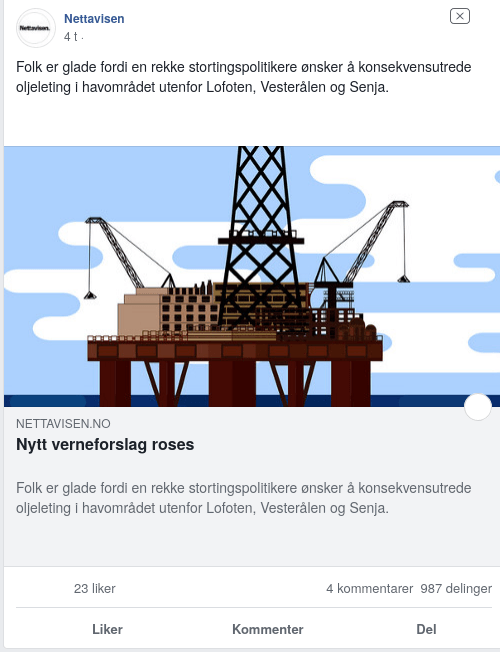 Nettavisen.
Nettavisen
4 t ·
Folk er glade fordi en rekke stortingspolitikere ønsker å konsekvensutrede
oljeleting i havområdet utenfor Lofoten, Vesterålen og Senja.
NETTAVISEN.NO
Nytt verneforslag roses
Folk er glade fordi en rekke stortingspolitikere ønsker å konsekvensutrede
oljeleting i havområdet utenfor Lofoten, Vesterålen og Senja.
23 liker 4 kommentarer 987 delinger
Liker Kommenter Del